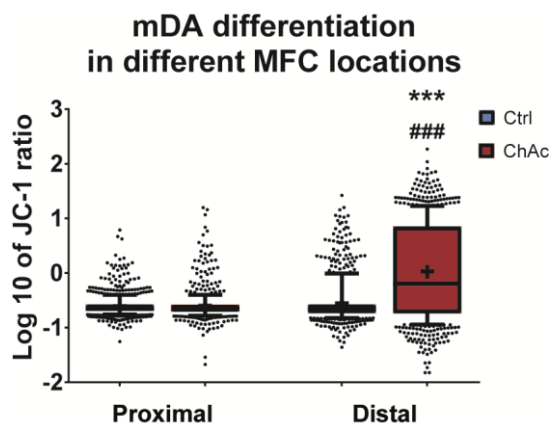 mDA differentiation
in different MFC locations
Log 10 of JC-1 ratio
3
2
1
0
-1
-2
***
###
Ctrl
ChAc
Proximal
Distal